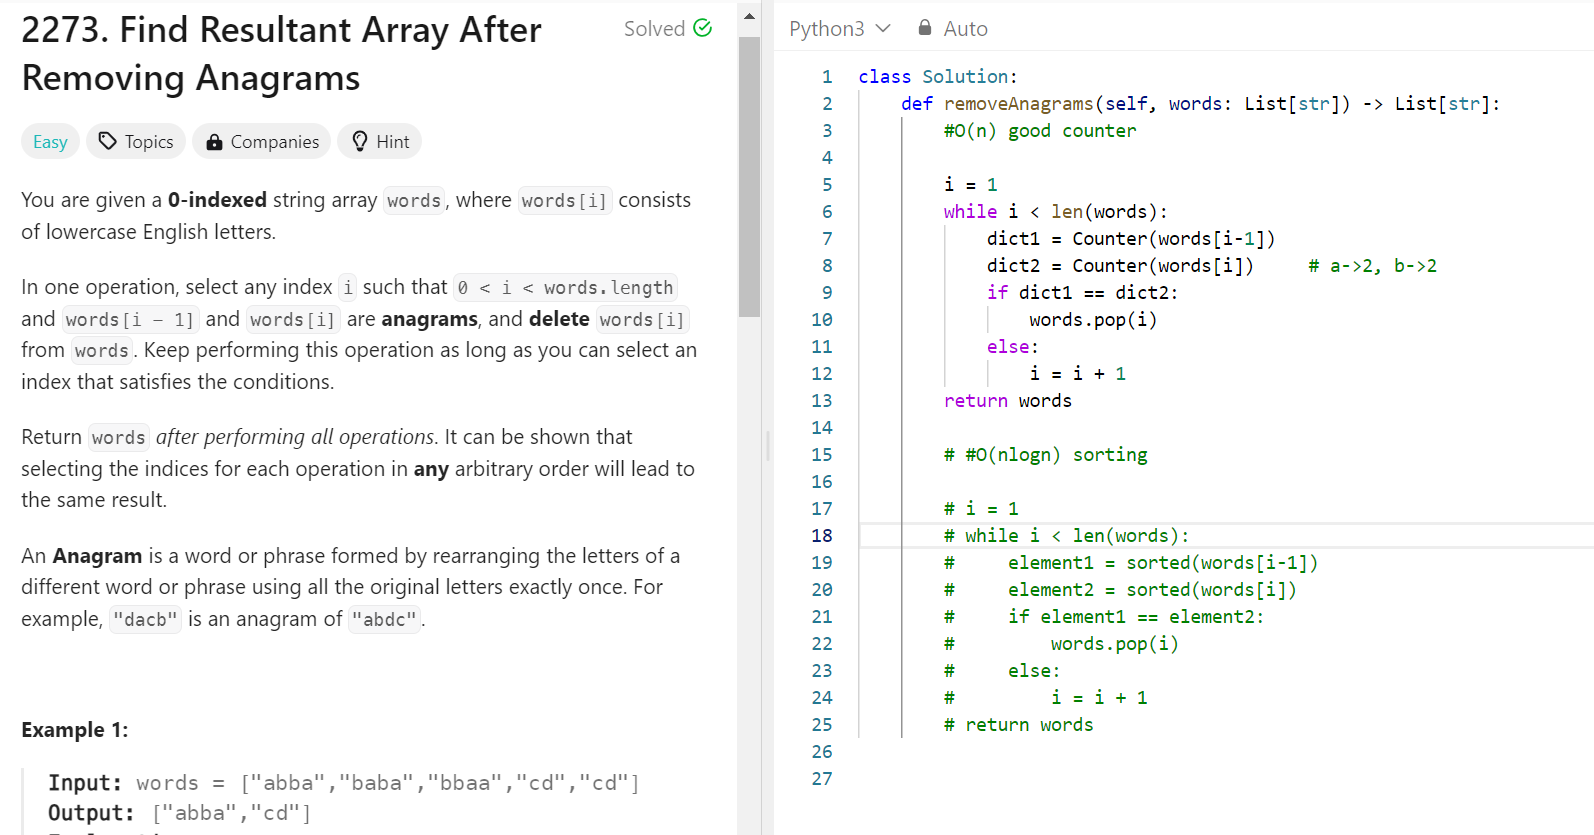 2273. Find Resultant Array After
Removing Anagrams
Solved
Easy
Topics
Companies
Hint
You are given a 0-indexed string array words, where words[i] consists
of lowercase English letters.
In one operation, select any index i such that 0 < i < words.length
and words[i - 1] and words[i] are anagrams, and delete words[i]
from words. Keep performing this operation as long as you can select an
index that satisfies the conditions.
Return words after performing all operations. It can be shown that
selecting the indices for each operation in any arbitrary order will lead to
the same result.
An Anagram is a word or phrase formed by rearranging the letters of a
different word or phrase using all the original letters exactly once. For
example, "dacb" is an anagram of "abdc".
Example 1:
Input: words = ["abba","baba","bbaa","cd","cd"]
Output: ["abba","cd"]
Python3
Auto
1 class Solution:
2     def removeAnagrams(self, words: List[str]) -> List[str]:
3         #O(n) good counter
4
5         i = 1
6         while i < len(words):
7             dict1 = Counter(words[i-1])
8             dict2 = Counter(words[i])     # a->2, b->2
9             if dict1 == dict2:
10                 words.pop(i)
11             else:
12                 i = i + 1
13         return words
14
15         # #O(nlogn) sorting
16
17         # i = 1
18         # while i < len(words):
19         #     element1 = sorted(words[i-1])
20         #     element2 = sorted(words[i])
21         #     if element1 == element2:
22         #         words.pop(i)
23         #     else:
24         #         i = i + 1
25         # return words
26
27